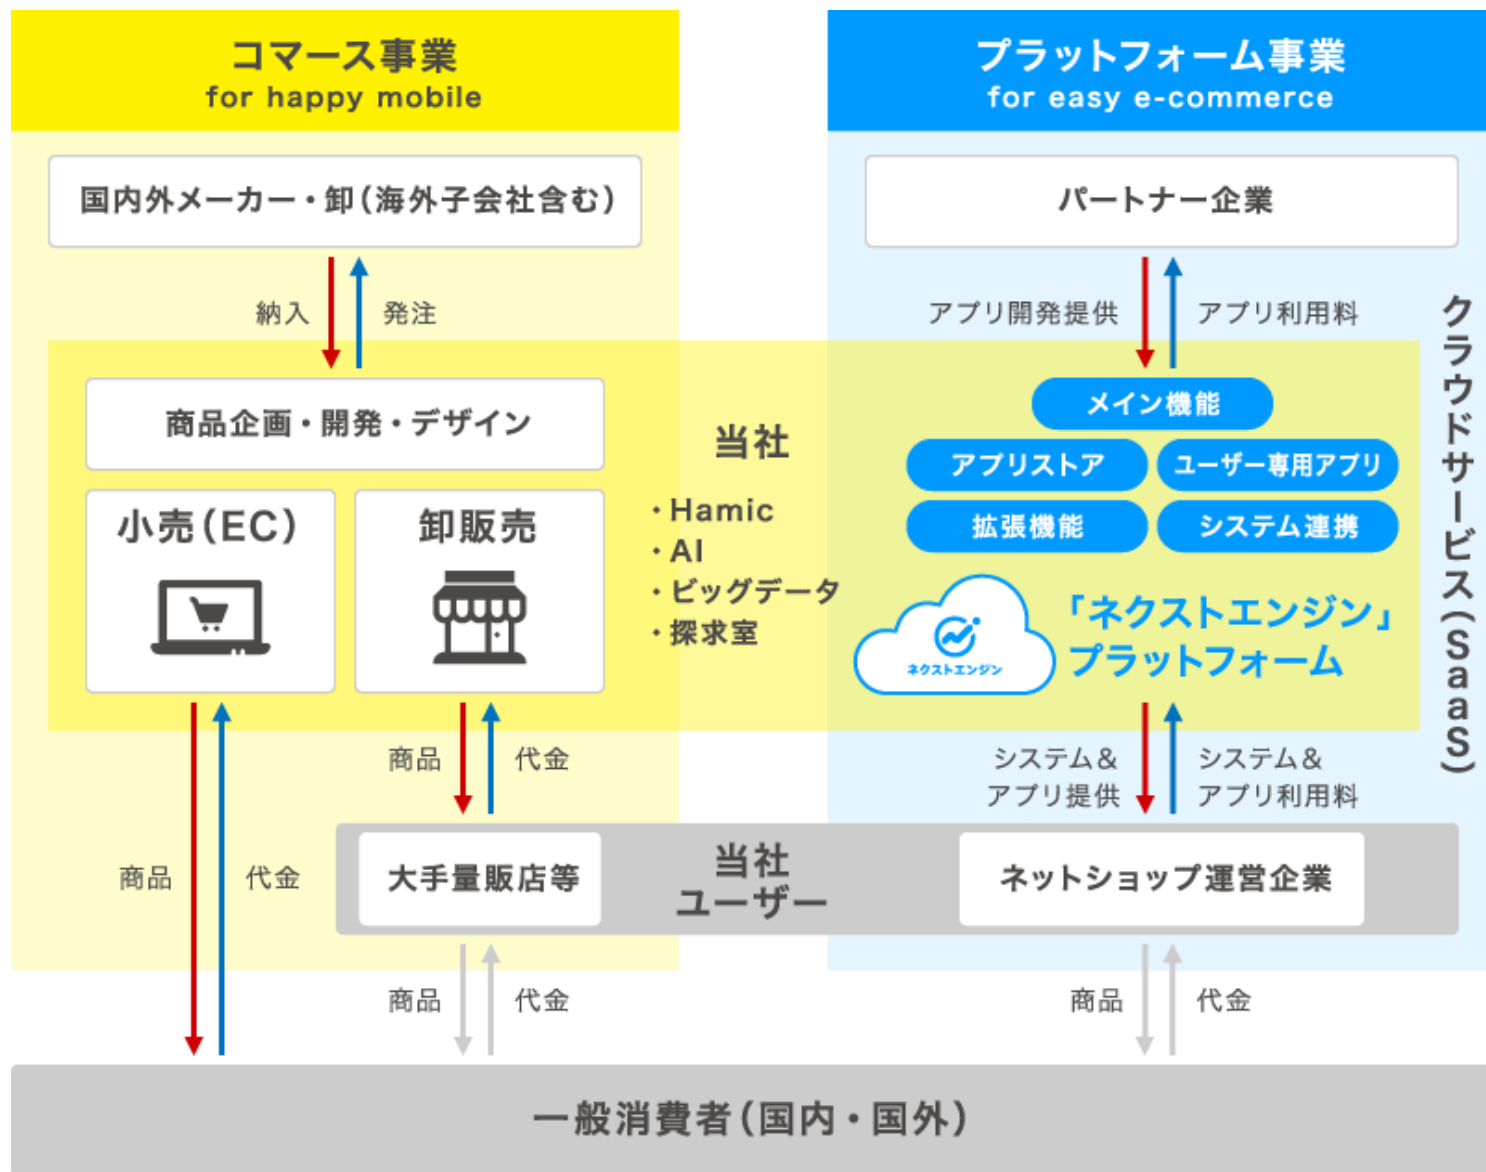 コマース事業
for happy mobile
国内外メーカー・卸(海外子会社含む)
納入
発注
商品企画・開発・デザイン
小売(EC)
卸販売
商品
代金
商品
代金
大手量販店等
商品
代金
当社
・Hamic
・AI
・ビッグデータ
・探求室
当社
ユーザー
プラットフォーム事業
for easy e-commerce
パートナー企業
アプリ開発提供
アプリ利用料
メイン機能
アプリストア
ユーザー専用アプリ
拡張機能
システム連携
ネクストエンジン
「ネクストエンジン」
プラットフォーム
システム&
アプリ提供
システム&
アプリ利用料
ネットショップ運営企業
商品
代金
クラウドサービス(SaaS)
一般消費者(国内・国外)